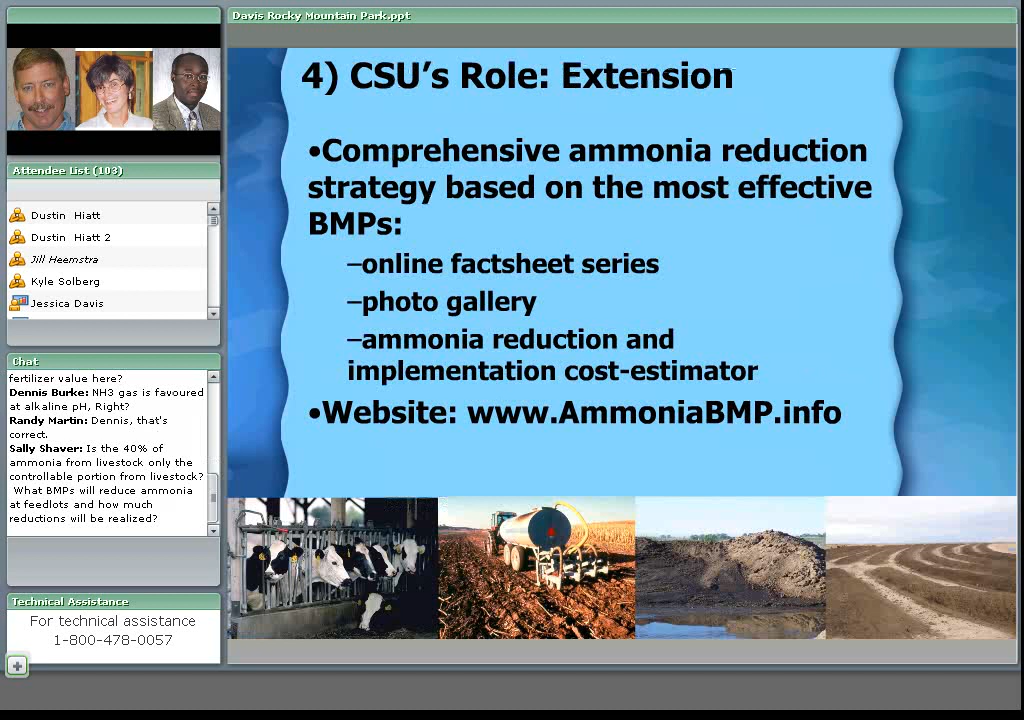 Davis Rocky Mountain Park.ppt
Attendee List (103)
Dustin Hiatt
Dustin Hiatt 2
Jill Heemstra
Kyle Solberg
Jessica Davis
Chat
fertilizer value here?
Dennis Burke: NH3 gas is favoured
at alkaline pH, Right?
Randy Martin: Dennis, that's
correct.
Sally Shaver: Is the 40% of
ammonia from livestock only the
controllable portion from livestock?
What BMPs will reduce ammonia
at feedlots and how much
reductions will be realized?
Technical Assistance
For technical assistance
1-800-478-0057
4) CSU’s Role: Extension
•Comprehensive ammonia reduction
strategy based on the most effective
BMPs:
–online factsheet series
–photo gallery
–ammonia reduction and
implementation cost-estimator
•Website: www.AmmoniaBMP.info